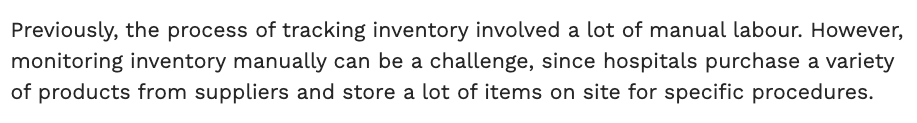 Previously, the process of tracking inventory involved a lot of manual labour. However,
monitoring inventory manually can be a challenge, since hospitals purchase a variety
of products from suppliers and store a lot of items on site for specific procedures.